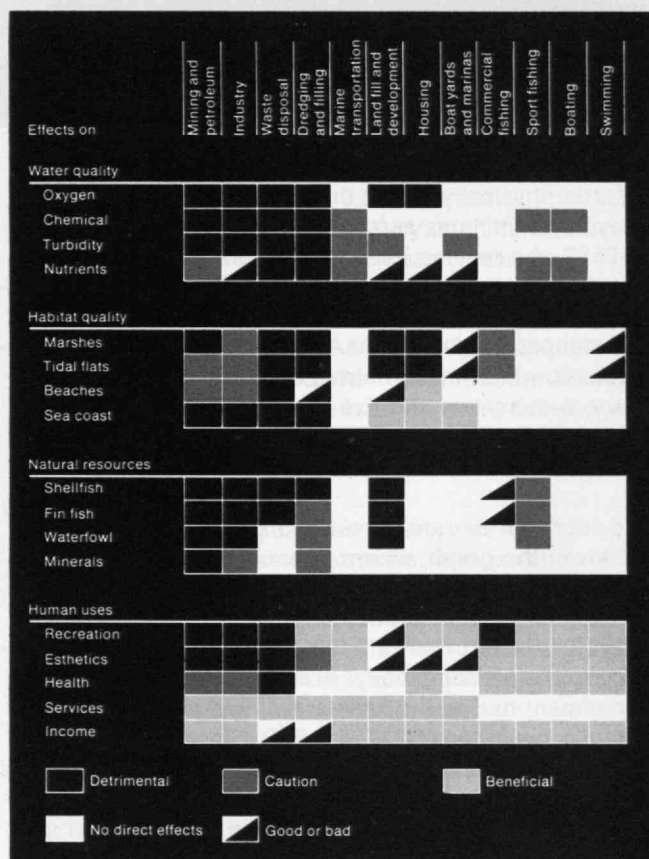 Mining and
petroleum
Industry
Waste
disposal
Dredging
and filling
Marine
transportation
Land fill and
development
Housing
Boat yards
and marinas
Commercial
fishing
Sport fishing
Boating
Swimming
Effects on
Water quality
Oxygen
Chemical
Turbidity
Nutrients
Habitat quality
Marshes
Tidal flats
Beaches
Sea coast
Natural resources
Shellfish
Fin fish
Waterfowl
Minerals
Human uses
Recreation
Esthetics
Health
Services
Income
Detrimental
Caution
Beneficial
No direct effects
Good or bad